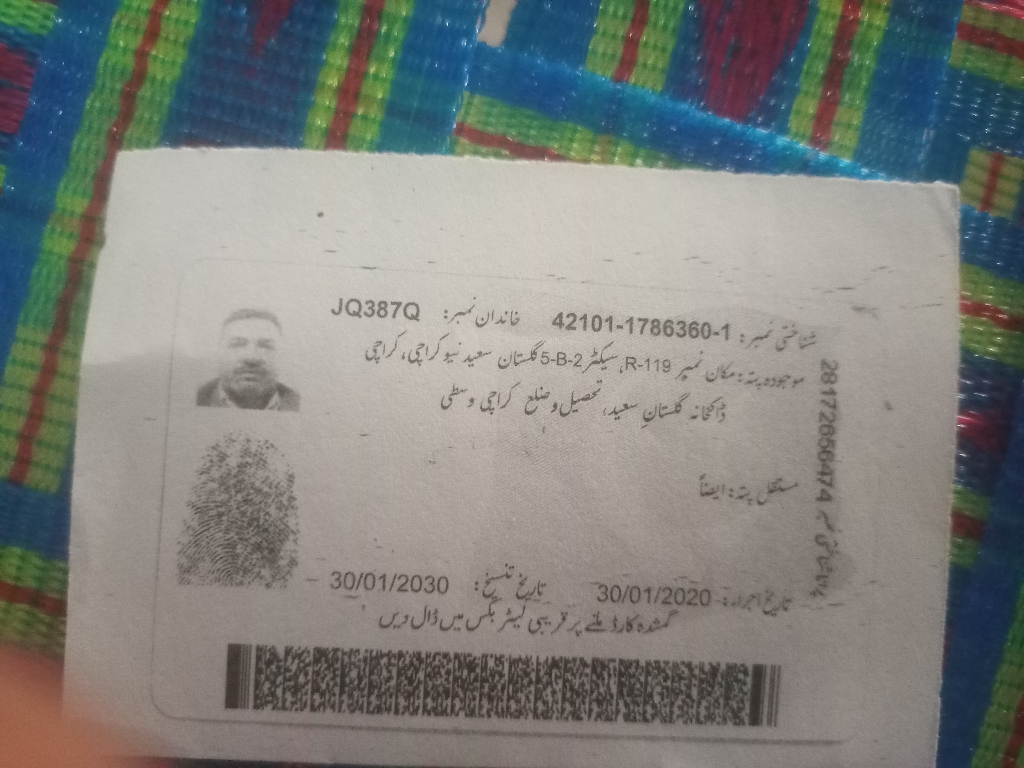 شناختی نمبر: 42101-1786360-1 خاندان نمبر: JQ387Q
موجودہ پتہ: مکان نمبر R-119، سیکٹر 5-B-2 گلستان سعید نیو کراچی، کراچی
ڈاکخانہ گلستانِ سعید، تحصیل و ضلع کراچی وسطی
مستقل پتہ: ایضاً
تاریخ اجراء: 30/01/2020 تاریخ تنسیخ: 30/01/2030
گمشدہ کارڈ ملنے پر قریبی لیٹر بکس میں ڈال دیں
28172856474